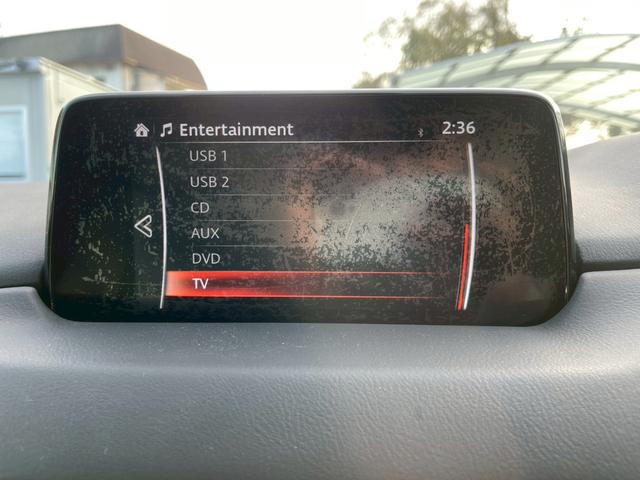 Entertainment 2:36
USB 1
USB 2
CD
AUX
DVD
TV